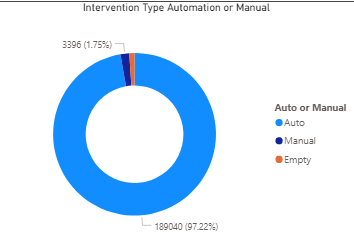 Intervention Type Automation or Manual
3396 (1.75%)
Auto or Manual
Auto
Manual
Empty
189040 (97.22%)